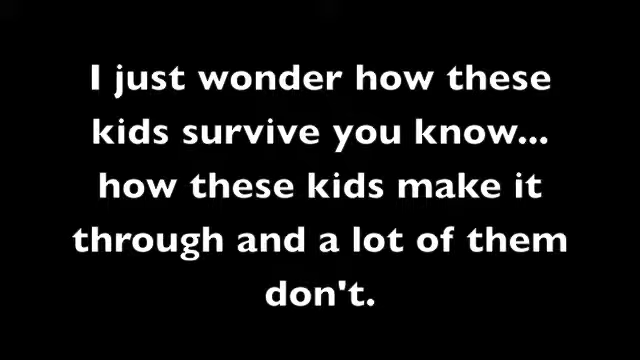 I just wonder how these
kids survive you know...
how these kids make it
through and a lot of them
don't.